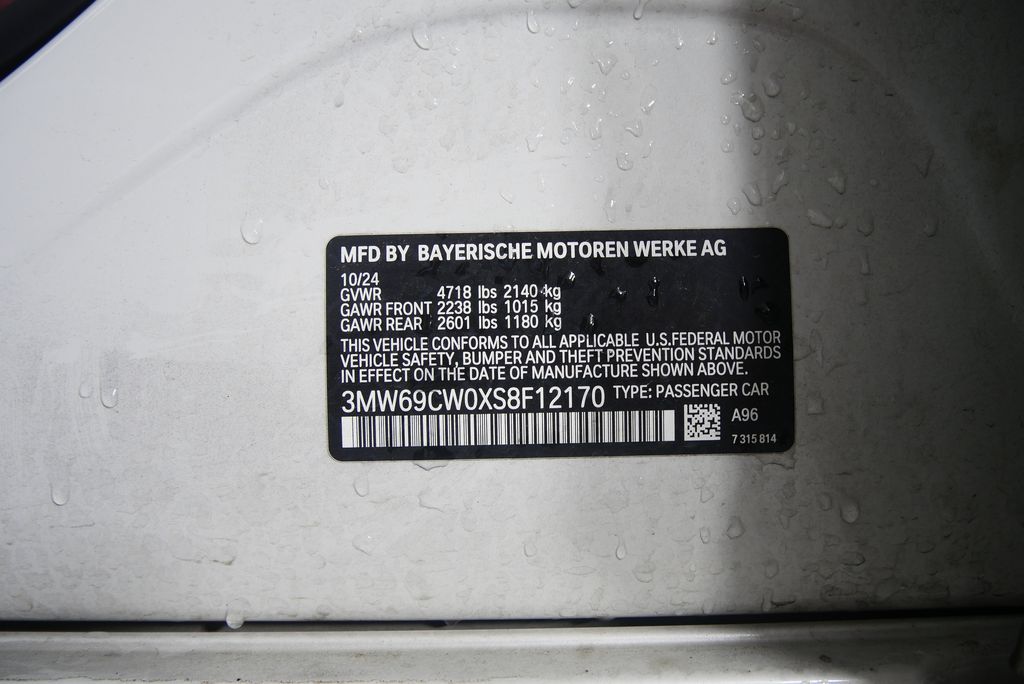 MFD BY BAYERISCHE MOTOREN WERKE AG
10/24
GVWR 4718 lbs 2140 kg
GAWR FRONT 2238 lbs 1015 kg
GAWR REAR 2601 lbs 1180 kg
THIS VEHICLE CONFORMS TO ALL APPLICABLE U.S.FEDERAL MOTOR
VEHICLE SAFETY, BUMPER AND THEFT PREVENTION STANDARDS
IN EFFECT ON THE DATE OF MANUFACTURE SHOWN ABOVE.
3MW69CW0XS8F12170 TYPE: PASSENGER CAR
A96
7 315 814